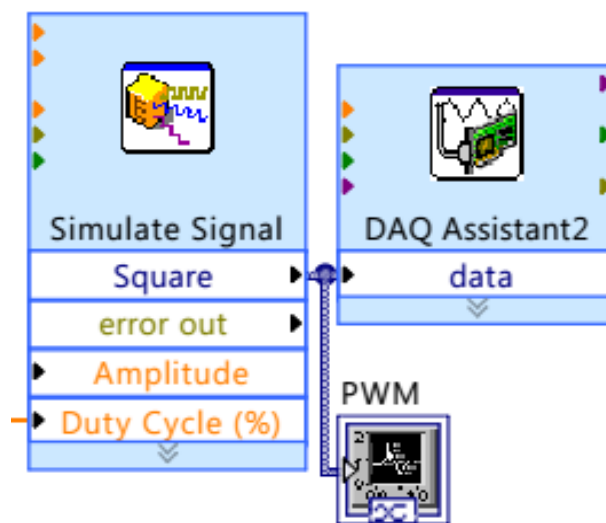 Simulate Signal
Square
error out
Amplitude
Duty Cycle (%)
DAQ Assistant2
data
PWM